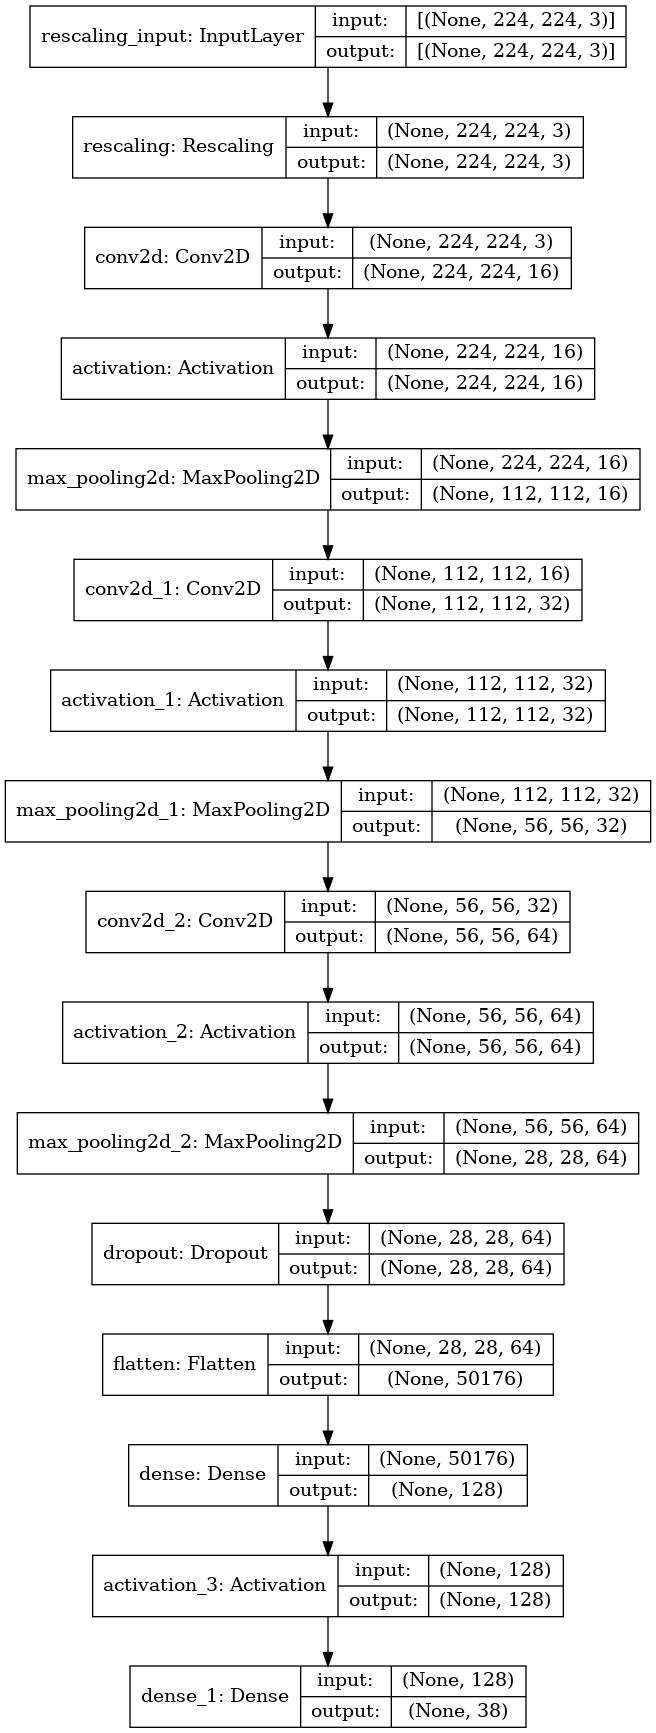 rescaling_input: InputLayer
input: [(None, 224, 224, 3)]
output: [(None, 224, 224, 3)]
rescaling: Rescaling
input: (None, 224, 224, 3)
output: (None, 224, 224, 3)
conv2d: Conv2D
input: (None, 224, 224, 3)
output: (None, 224, 224, 16)
activation: Activation
input: (None, 224, 224, 16)
output: (None, 224, 224, 16)
max_pooling2d: MaxPooling2D
input: (None, 224, 224, 16)
output: (None, 112, 112, 16)
conv2d_1: Conv2D
input: (None, 112, 112, 16)
output: (None, 112, 112, 32)
activation_1: Activation
input: (None, 112, 112, 32)
output: (None, 112, 112, 32)
max_pooling2d_1: MaxPooling2D
input: (None, 112, 112, 32)
output: (None, 56, 56, 32)
conv2d_2: Conv2D
input: (None, 56, 56, 32)
output: (None, 56, 56, 64)
activation_2: Activation
input: (None, 56, 56, 64)
output: (None, 56, 56, 64)
max_pooling2d_2: MaxPooling2D
input: (None, 56, 56, 64)
output: (None, 28, 28, 64)
dropout: Dropout
input: (None, 28, 28, 64)
output: (None, 28, 28, 64)
flatten: Flatten
input: (None, 28, 28, 64)
output: (None, 50176)
dense: Dense
input: (None, 50176)
output: (None, 128)
activation_3: Activation
input: (None, 128)
output: (None, 128)
dense_1: Dense
input: (None, 128)
output: (None, 38)